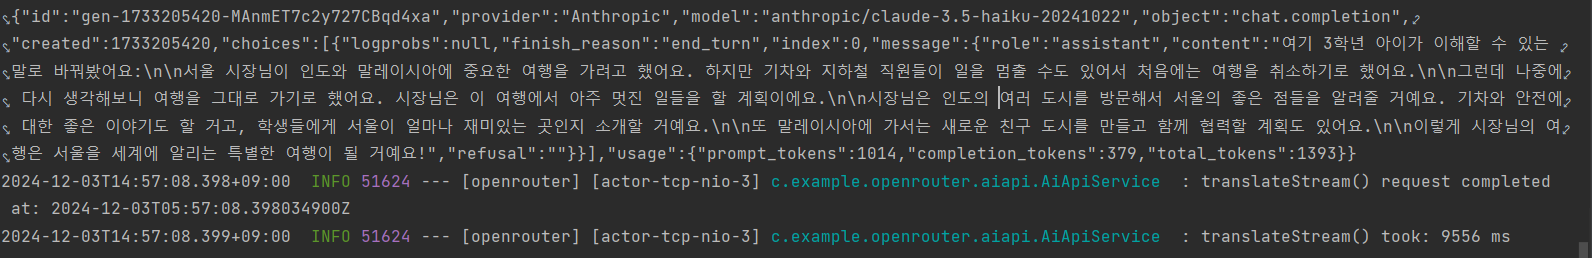 {"id":"gen-1733205420-MAnmET7c2y727CBqd4xa","provider":"Anthropic","model":"anthropic/claude-3.5-haiku-20241022","object":"chat.completion",
"created":1733205420,"choices":[{"logprobs":null,"finish_reason":"end_turn","index":0,"message":{"role":"assistant","content":"여기 3학년 아이가 이해할 수 있는
말로 바꿔봤어요:\n\n서울 시장님이 인도와 말레이시아에 중요한 여행을 가려고 했어요. 하지만 기차와 지하철 직원들이 일을 멈출 수도 있어서 처음에는 여행을 취소하기로 했어요.\n\n그런데 나중에
다시 생각해보니 여행을 그대로 가기로 했어요. 시장님은 이 여행에서 아주 멋진 일들을 할 계획이에요.\n\n시장님은 인도의 여러 도시를 방문해서 서울의 좋은 점들을 알려줄 거예요. 기차와 안전에
대한 좋은 이야기도 할 거고, 학생들에게 서울이 얼마나 재미있는 곳인지 소개할 거예요.\n\n또 말레이시아에 가서는 새로운 친구 도시를 만들고 함께 협력할 계획도 있어요.\n\n이렇게 시장님의 여
행은 서울을 세계에 알리는 특별한 여행이 될 거예요!","refusal":""}}],"usage":{"prompt_tokens":1014,"completion_tokens":379,"total_tokens":1393}}
2024-12-03T14:57:08.398+09:00  INFO 51624 --- [openrouter] [actor-tcp-nio-3] c.example.openrouter.aiapi.AiApiService  : translateStream() request completed
at: 2024-12-03T05:57:08.398034900Z
2024-12-03T14:57:08.399+09:00  INFO 51624 --- [openrouter] [actor-tcp-nio-3] c.example.openrouter.aiapi.AiApiService  : translateStream() took: 9556 ms